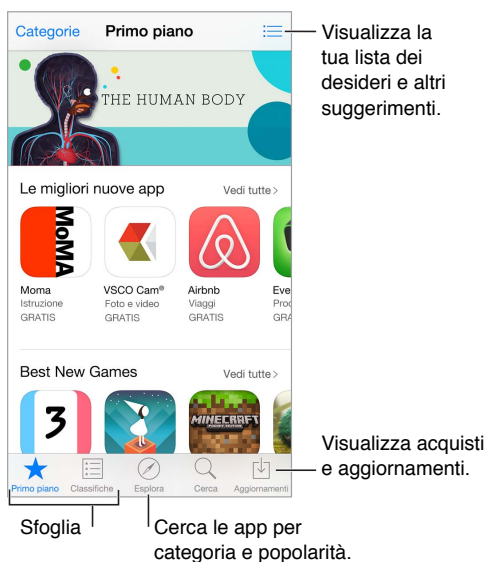 Categorie Primo piano
Visualizza la
tua lista dei
desideri e altri
suggerimenti.
THE HUMAN BODY
Le migliori nuove app Vedi tutte >
MoMA
Moma VSCO Cam® Airbnb Eve
Istruzione Foto e video Viaggi Proc
GRATIS GRATIS GRATIS GRA
Best New Games Vedi tutte >
3
MINECRAFT
Visualizza acquisti
e aggiornamenti.
Primo piano Classifiche Esplora Cerca Aggiornamenti
Sfoglia
Cerca le app per
categoria e popolarità.